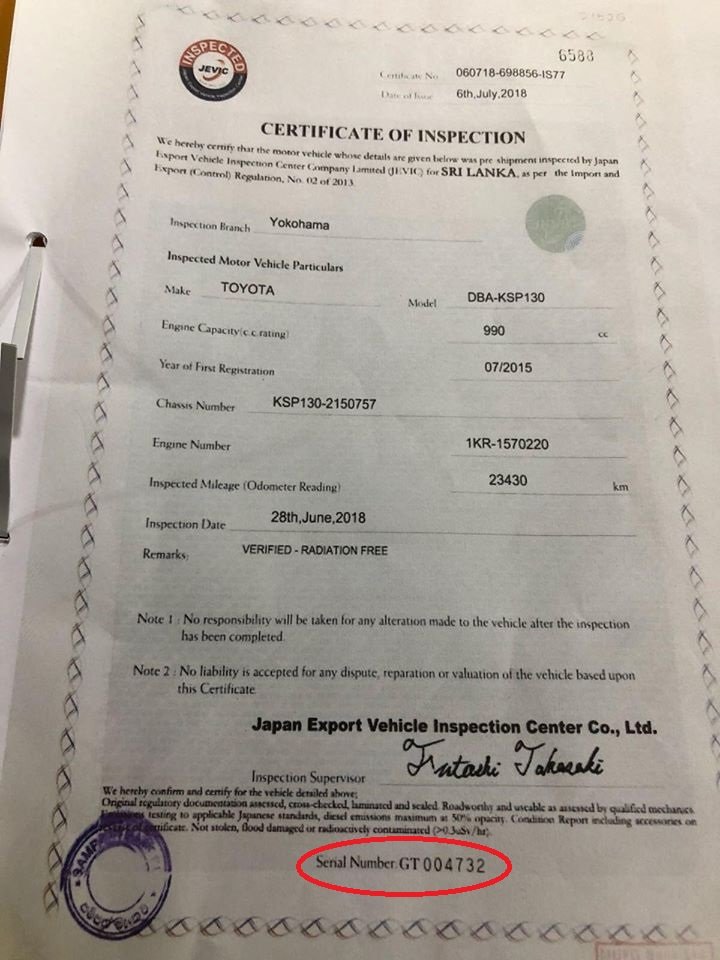 6588
INSPECTED
JEVIC
Certificate No 060718-698856-IS77
Date of Issue 6th,July,2018
CERTIFICATE OF INSPECTION
We hereby certify that the motor vehicle whose details are given below was pre shipment inspected by Japan
Export Vehicle Inspection Center Company Limited (JEVIC) for SRI LANKA, as per the Import and
Export (Control) Regulation, No. 02 of 2013.
Inspection Branch Yokohama
Inspected Motor Vehicle Particulars
Make TOYOTA Model DBA-KSP130
Engine Capacity(c.c.rating) 990 cc
Year of First Registration 07/2015
Chassis Number KSP130-2150757
Engine Number 1KR-1570220
Inspected Mileage (Odometer Reading) 23430 km
Inspection Date 28th,June,2018
Remarks: VERIFIED - RADIATION FREE
Note 1 : No responsibility will be taken for any alteration made to the vehicle after the inspection
has been completed.
Note 2 : No liability is accepted for any dispute, reparation or valuation of the vehicle based upon
this Certificate.
Japan Export Vehicle Inspection Center Co., Ltd.
Inspection Supervisor Takasaki
We hereby confirm and certify for the vehicle detailed above;
Original regulatory documentation assessed, cross-checked, laminated and sealed. Roadworthy and useable as assessed by qualified mechanics.
Emissions testing to applicable Japanese standards, diesel emissions maximum at 50% opacity. Condition Report including accessories on
reverse of certificate. Not stolen, flood damaged or radioactively contaminated (>0.3uSv/hr).
Serial Number GT 004732